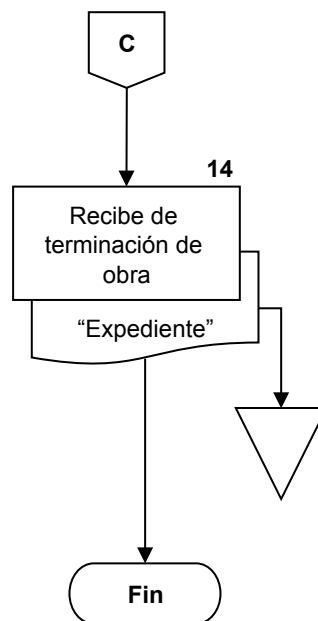 C
14
Recibe de
terminación de
obra
“Expediente”
Fin